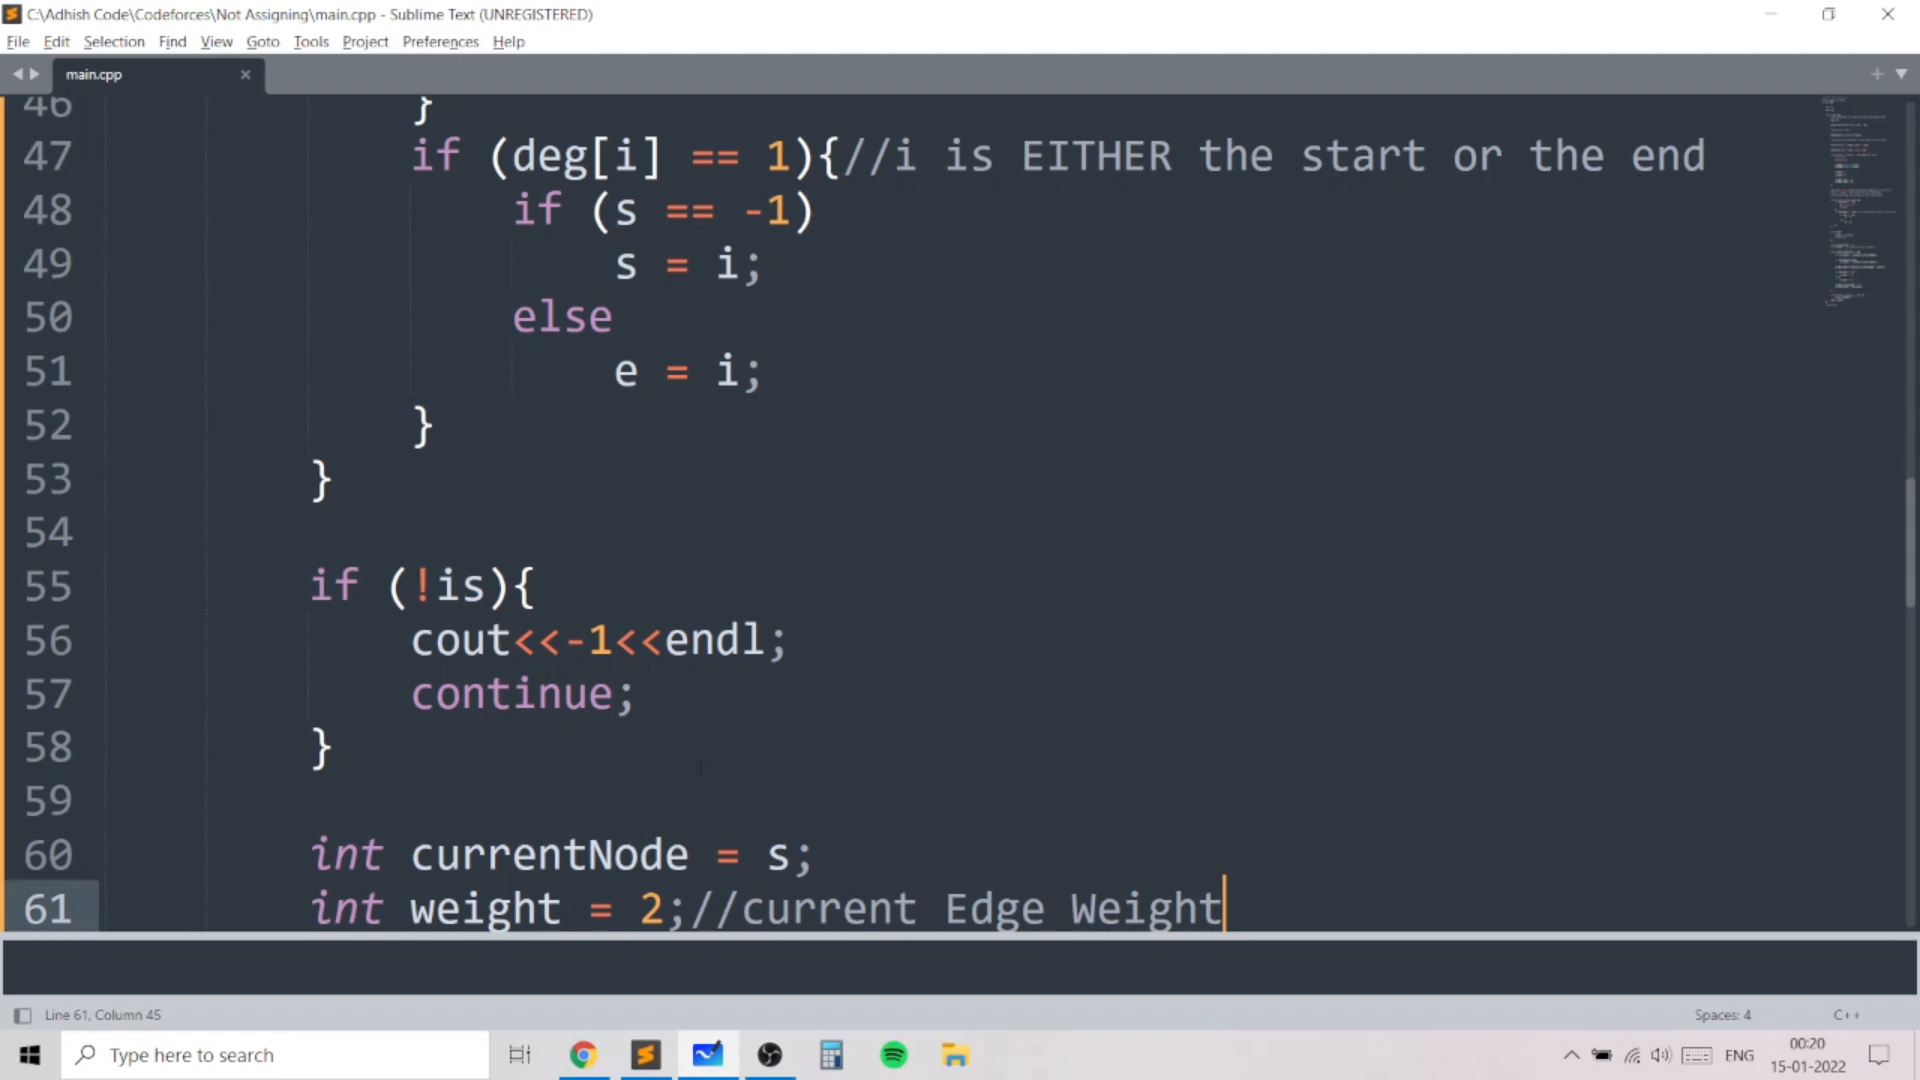 C:\Adhish Code\Codeforces\Not Assigning\main.cpp - Sublime Text (UNREGISTERED)
File Edit Selection Find View Goto Tools Project Preferences Help
main.cpp
46 }
47 if (deg[i] == 1){//i is EITHER the start or the end
48 if (s == -1)
49 s = i;
50 else
51 e = i;
52 }
53 }
54
55 if (!is){
56 cout<<-1<<endl;
57 continue;
58 }
59
60 int currentNode = s;
61 int weight = 2;//current Edge Weight
Line 61, Column 45
Spaces: 4
C++
Type here to search
ENG
00:20
15-01-2022